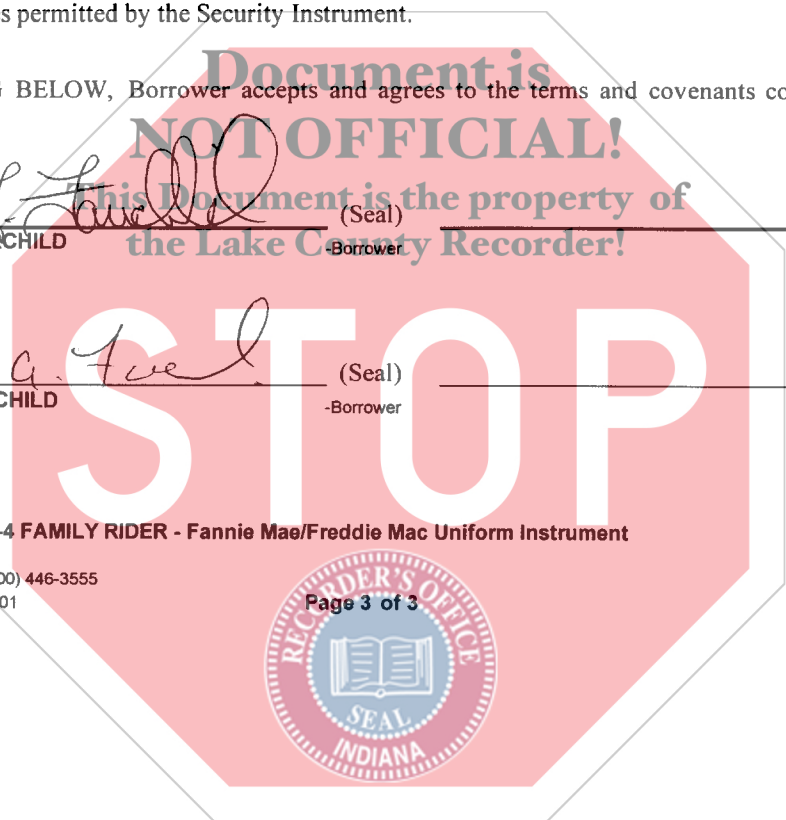 s permitted by the Security Instrument.
Document is
BELOW, Borrower accepts and agrees to the terms and covenants co
NOT OFFICIAL!
This Document is the property of
(Seal)
CHILD
-Borrower
the Lake County Recorder!
STOP
(Seal)
CHILD
-Borrower
-4 FAMILY RIDER - Fannie Mae/Freddie Mac Uniform Instrument
00) 446-3555
01
Page 3 of 3
RECORDER'S OFFICE
SEAL
INDIANA